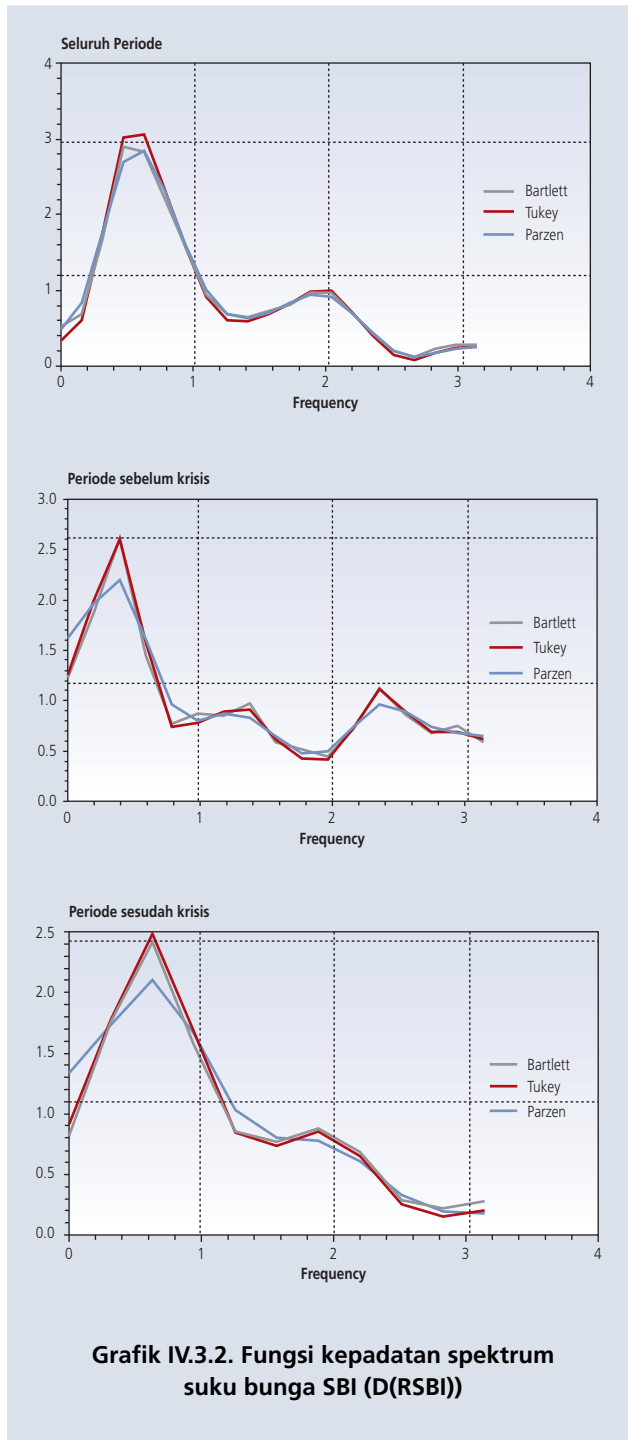 Seluruh Periode
4
3
2
1
0
0 1 2 3 4
Frequency
Bartlett
Tukey
Parzen
Periode sebelum krisis
3.0
2.5
2.0
1.5
1.0
0.5
0.0
0 1 2 3 4
Frequency
Bartlett
Tukey
Parzen
Periode sesudah krisis
2.5
2.0
1.5
1.0
0.5
0.0
0 1 2 3 4
Frequency
Bartlett
Tukey
Parzen
Grafik IV.3.2. Fungsi kepadatan spektrum
suku bunga SBI (D(RSBI))